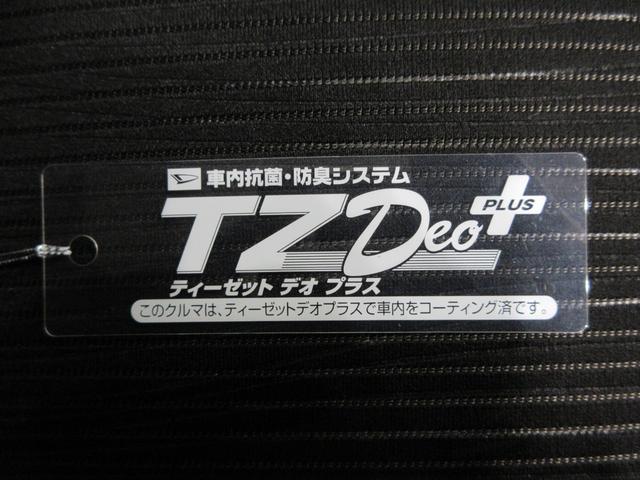 車内抗菌・防臭システム
TZ Deo PLUS
ティーゼット デオ プラス
このクルマは、ティーゼットデオプラスで車内をコーティング済です。